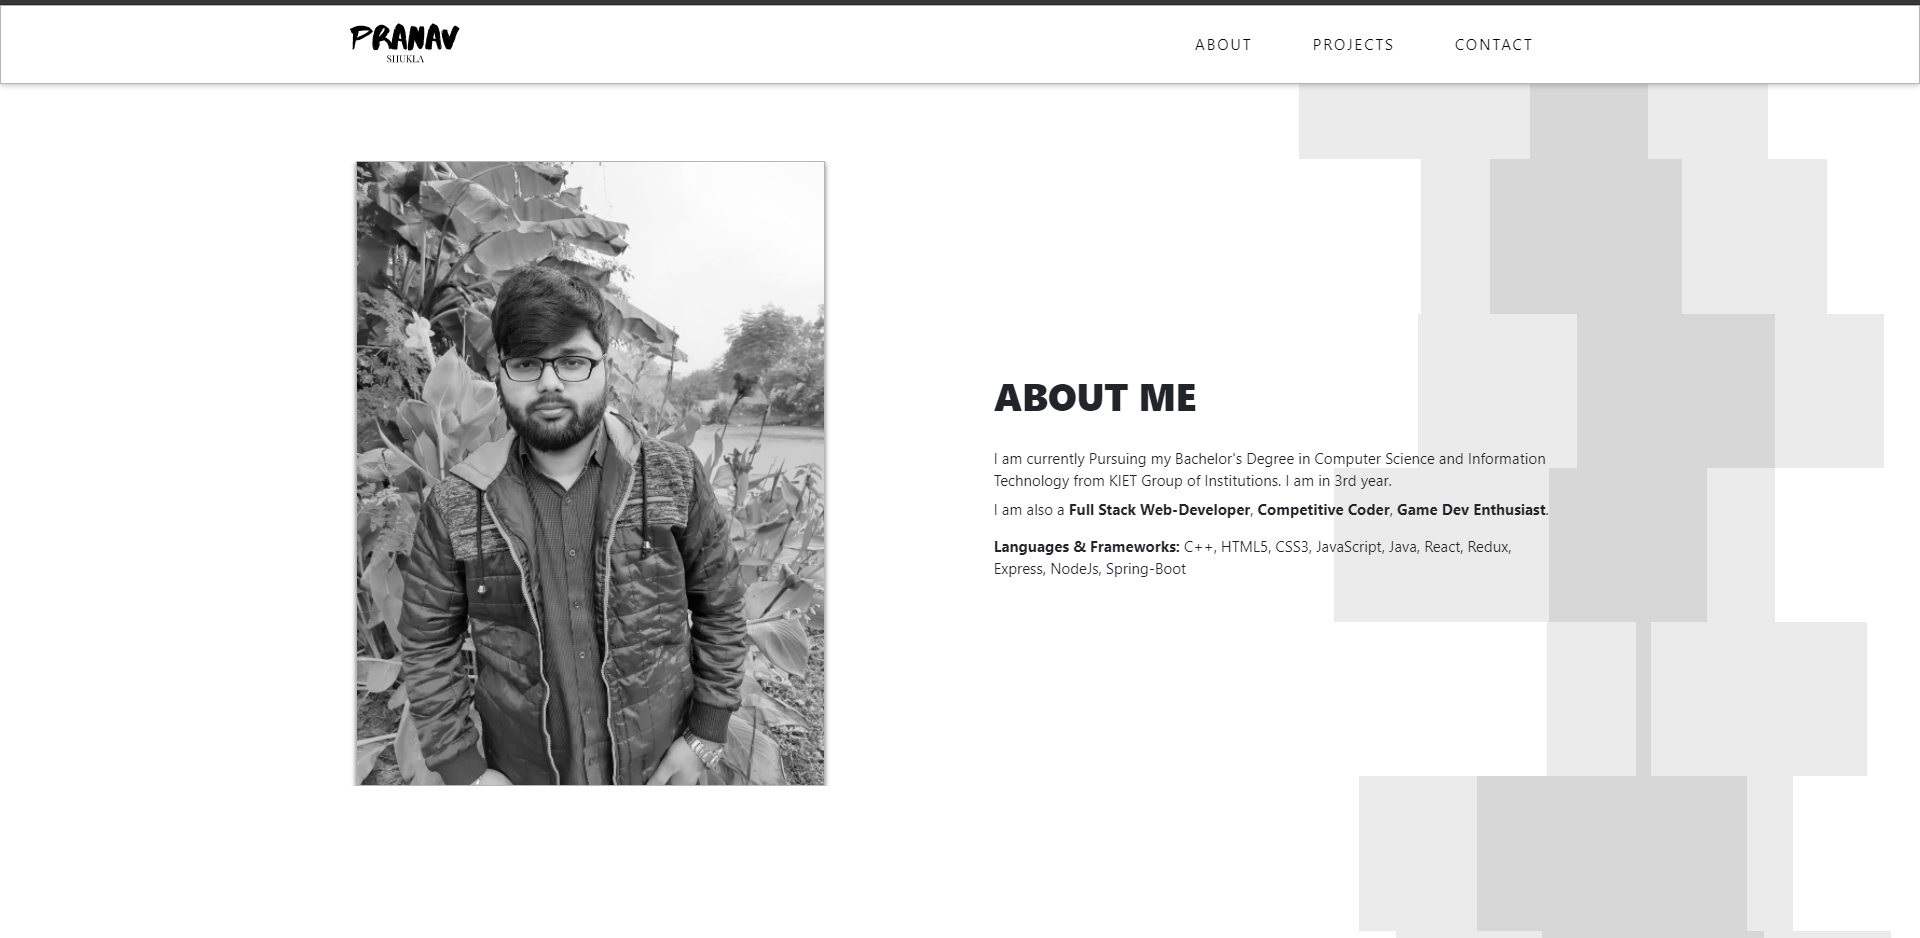 PRANAV
SHUKLA
ABOUT
PROJECTS
CONTACT
ABOUT ME
I am currently Pursuing my Bachelor's Degree in Computer Science and Information
Technology from KIET Group of Institutions. I am in 3rd year.
I am also a Full Stack Web-Developer, Competitive Coder, Game Dev Enthusiast.
Languages & Frameworks: C++, HTML5, CSS3, JavaScript, Java, React, Redux,
Express, NodeJs, Spring-Boot